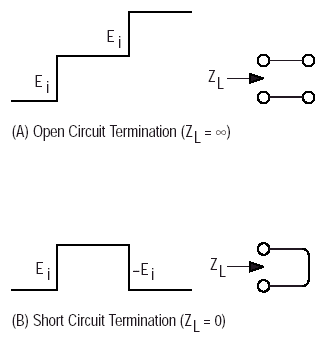 E i
E i
Z L
(A) Open Circuit Termination (Z L = ∞)
E i
–E i
Z L
(B) Short Circuit Termination (Z L = 0)